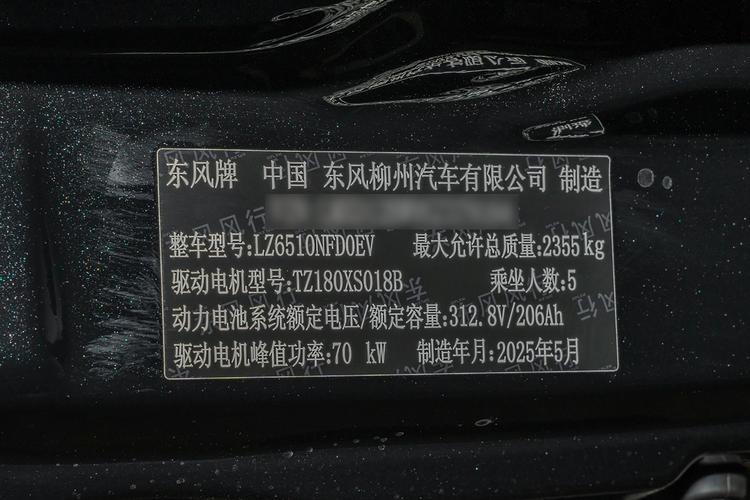 东风牌 中国 东风柳州汽车有限公司 制造
整车型号:LZ6510NFD0EV 最大允许总质量:2355kg
驱动电机型号:TZ180XS018B 乘坐人数:5
动力电池系统额定电压/额定容量:312.8V/206Ah
驱动电机峰值功率:70 kW 制造年月:2025年5月